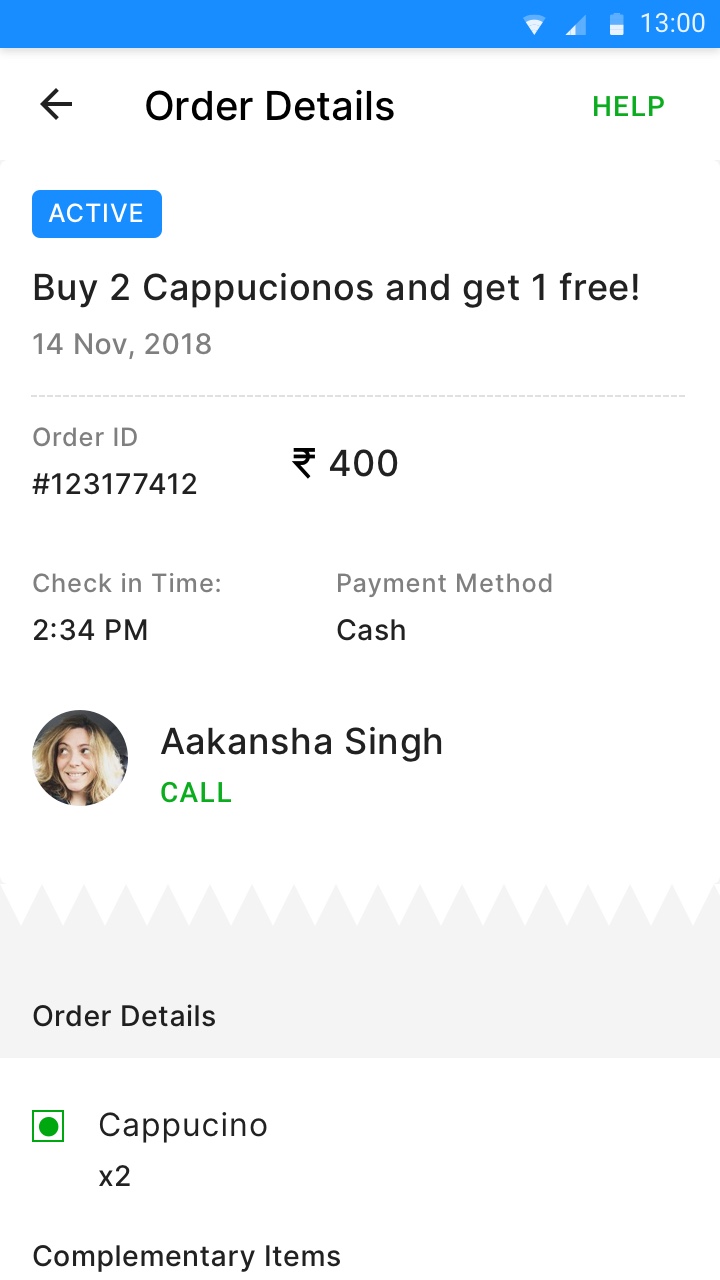 13:00
Order Details
HELP
ACTIVE
Buy 2 Cappucionos and get 1 free!
14 Nov, 2018
Order ID
#123177412
₹ 400
Check in Time:
2:34 PM
Payment Method
Cash
Aakansha Singh
CALL
Order Details
Cappucino
x2
Complementary Items